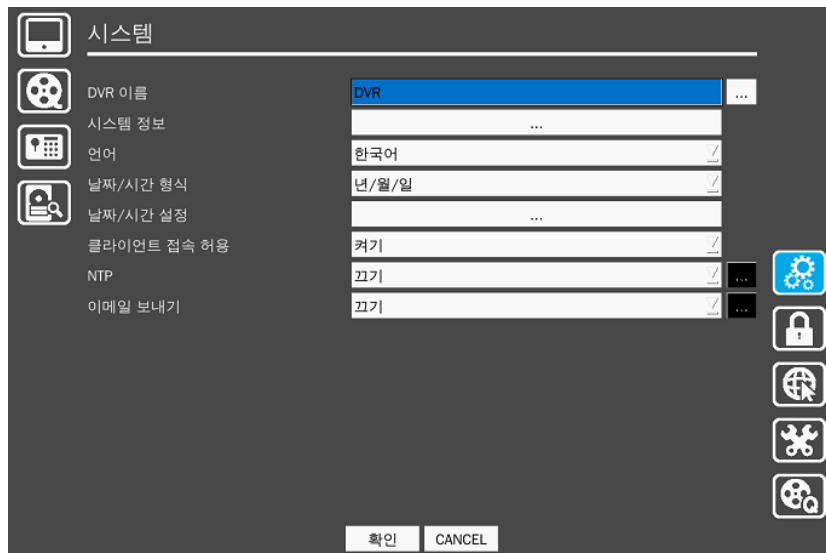 시스템
DVR 이름 DVR ...
시스템 정보 ...
언어 한국어
날짜/시간 형식 년/월/일
날짜/시간 설정 ...
클라이언트 접속 허용 켜기
NTP 끄기 ...
이메일 보내기 끄기 ...
확인 CANCEL